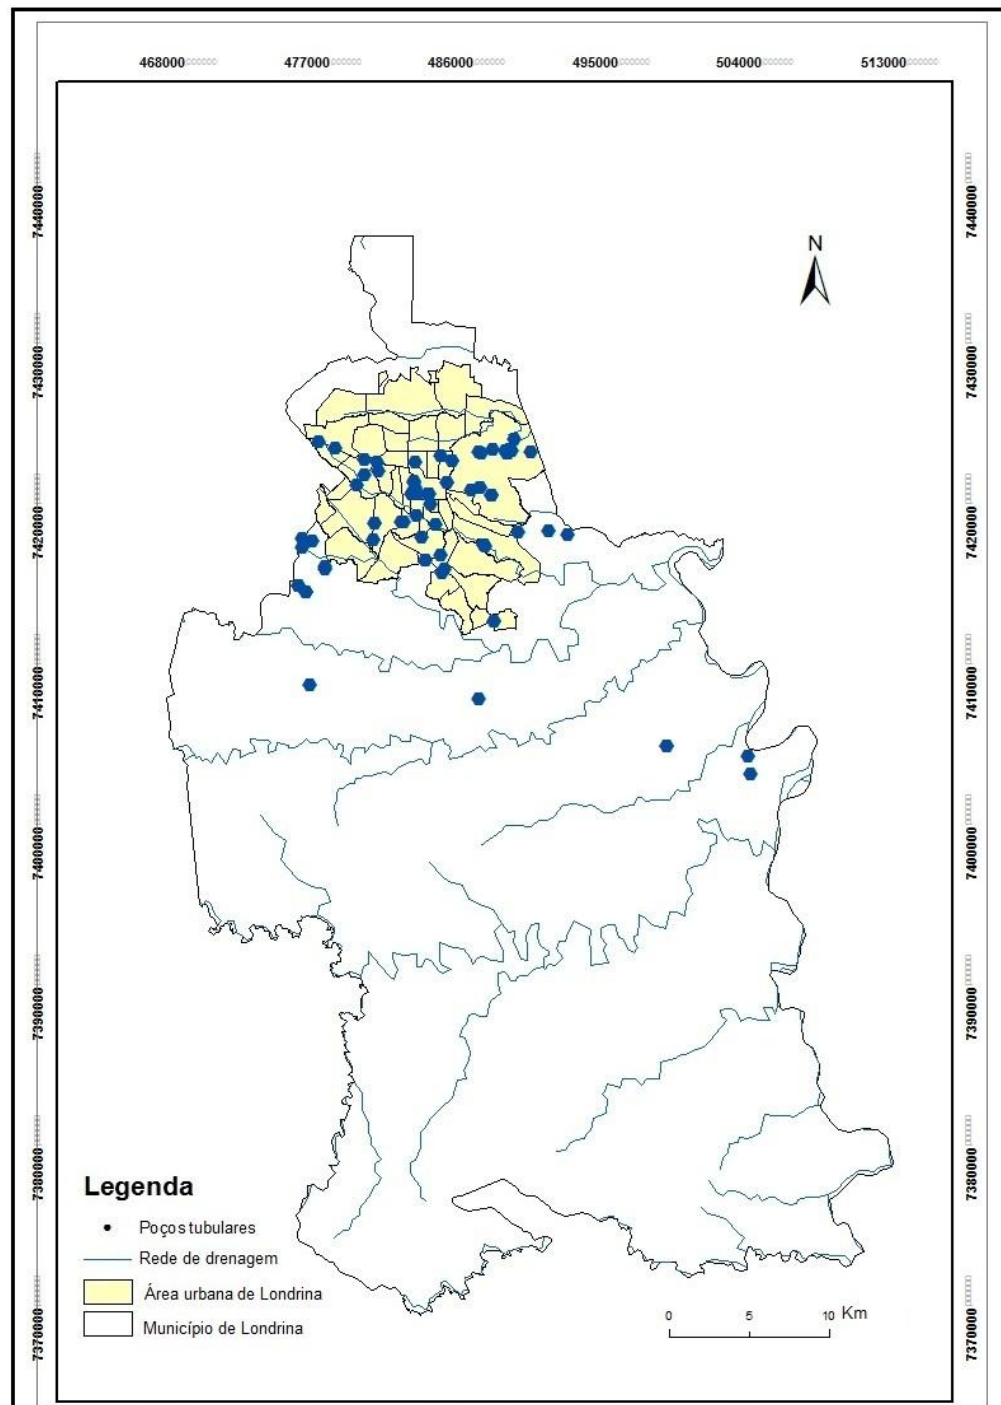 468000 477000 486000 495000 504000 513000
7440000 7440000
N
7430000 7430000
7420000 7420000
7410000 7410000
7400000 7400000
7390000 7390000
7380000 7380000
Legenda
Poços tubulares
Rede de drenagem
Área urbana de Londrina
Município de Londrina
0 5 10 Km
7370000 7370000